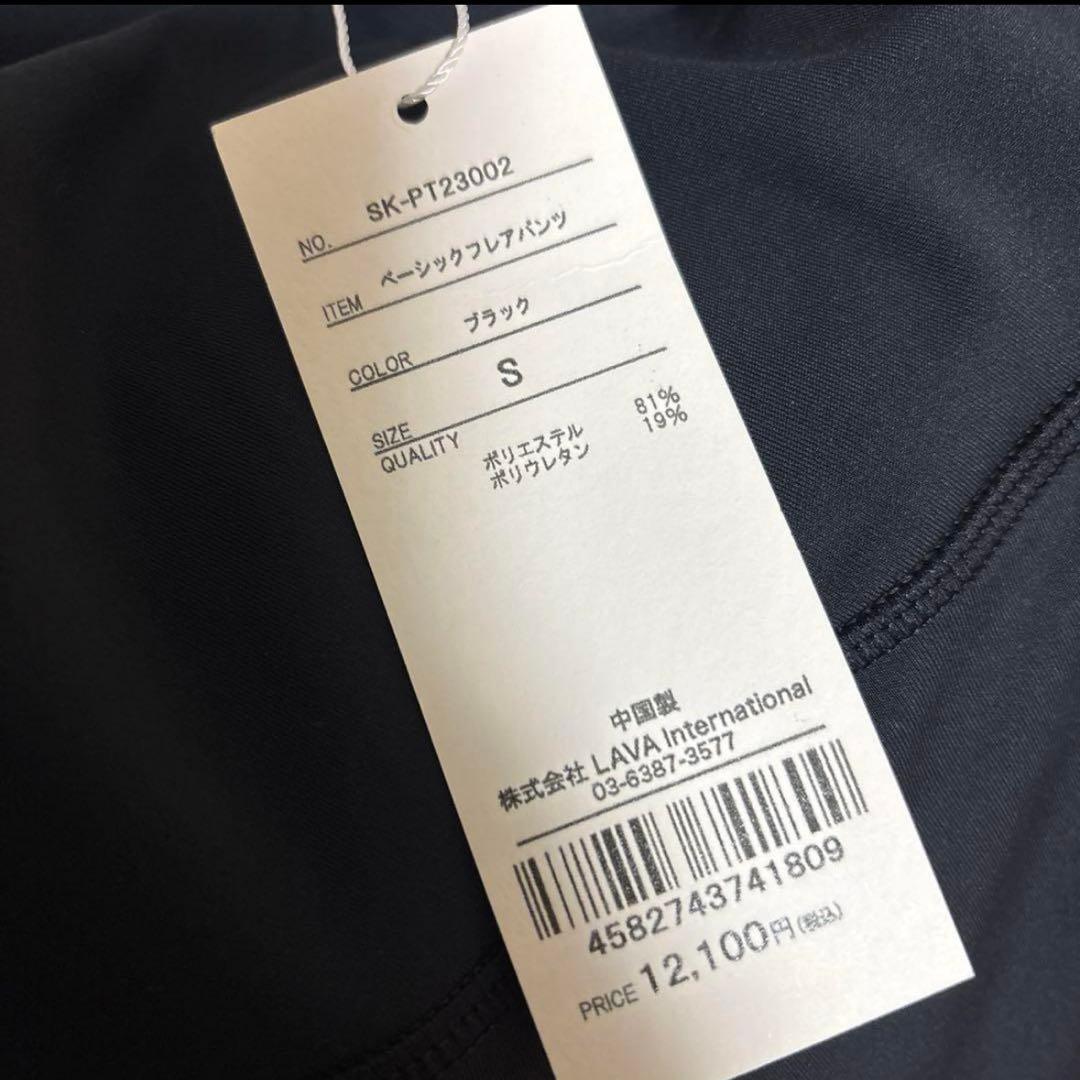 NO. SK-PT23002
ITEM ベーシックフレアパンツ
COLOR ブラック
SIZE S
QUALITY ポリエステル 81%
ポリウレタン 19%
中国製
株式会社 LAVA International
03-6387-3577
4582743741809
PRICE 12,100円(税込)